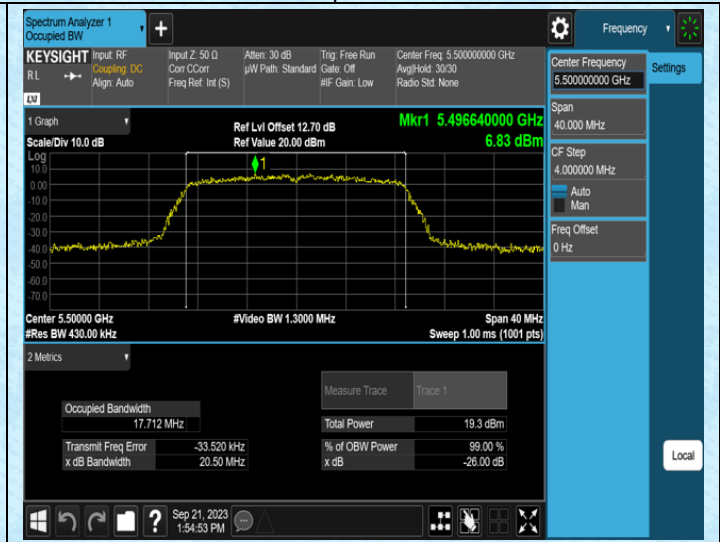 Spectrum Analyzer 1
Occupied BW
Frequency
KEYSIGHT
RL
LXI
Input: RF
Coupling: DC
Align: Auto
Input Z: 50 Ω
Corr CCorr
Freq Ref: Int (S)
Atten: 30 dB
µW Path: Standard
Trig: Free Run
Gate: Off
#IF Gain: Low
Center Freq: 5.500000000 GHz
Avg|Hold: 30/30
Radio Std: None
Center Frequency
5.500000000 GHz
Settings
Span
40.000 MHz
CF Step
4.000000 MHz
Auto
Man
Freq Offset
0 Hz
1 Graph
Scale/Div 10.0 dB
Ref Lvl Offset 12.70 dB
Ref Value 20.00 dBm
Mkr1 5.496640000 GHz
6.83 dBm
Log
10.0
0.00
-10.0
-20.0
-30.0
-40.0
-50.0
-60.0
-70.0
1
Center 5.50000 GHz
#Res BW 430.00 kHz
#Video BW 1.3000 MHz
Span 40 MHz
Sweep 1.00 ms (1001 pts)
2 Metrics
Measure Trace Trace 1
Occupied Bandwidth
17.712 MHz
Total Power 19.3 dBm
Transmit Freq Error -33.520 kHz
% of OBW Power 99.00 %
x dB Bandwidth 20.50 MHz
x dB -26.00 dB
Local
?
Sep 21, 2023
1:54:53 PM